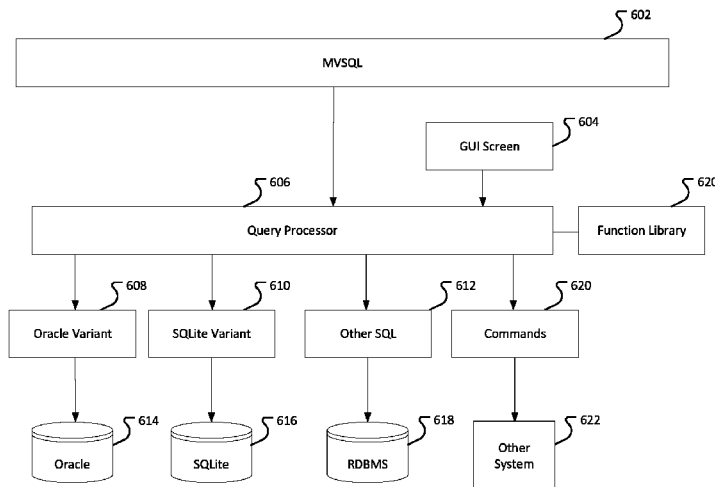 602
MVSQL
604
GUI Screen
606
620
Query Processor
Function Library
608
610
612
620
Oracle Variant
SQLite Variant
Other SQL
Commands
614
616
618
622
Oracle
SQLite
RDBMS
Other
System